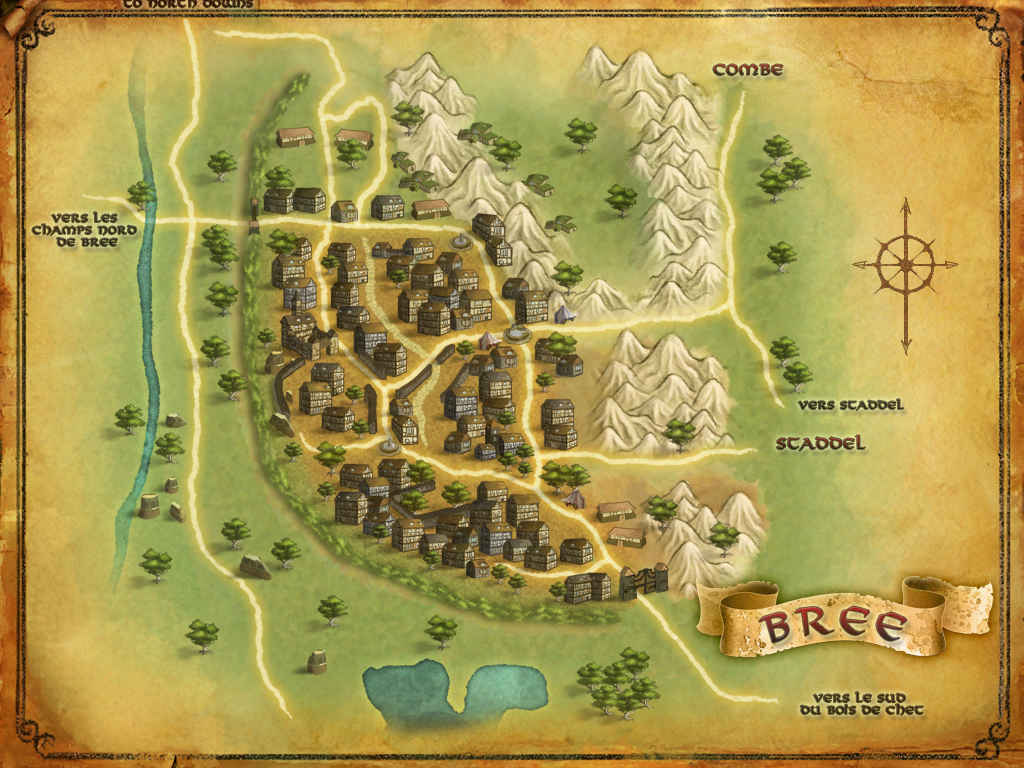 TO NORTH DOWNS
COMBE
VERS LES
CHAMPS NORD
DE BREE
VERS STADDEL
STADDEL
BREE
VERS LE SUD
DU BOIS DE CHET